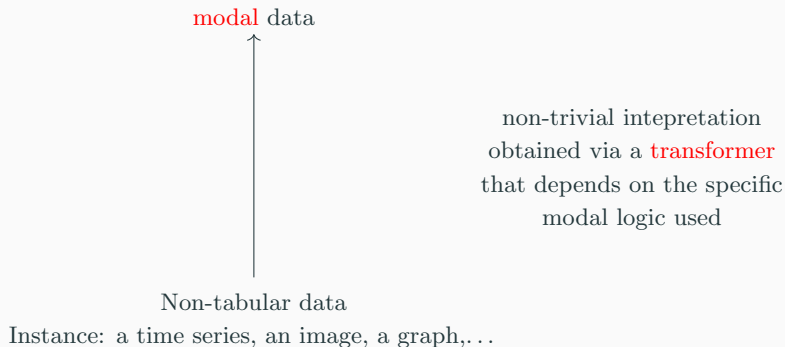 modal data
non-trivial intepretation
obtained via a transformer
that depends on the specific
modal logic used
Non-tabular data
Instance: a time series, an image, a graph,...